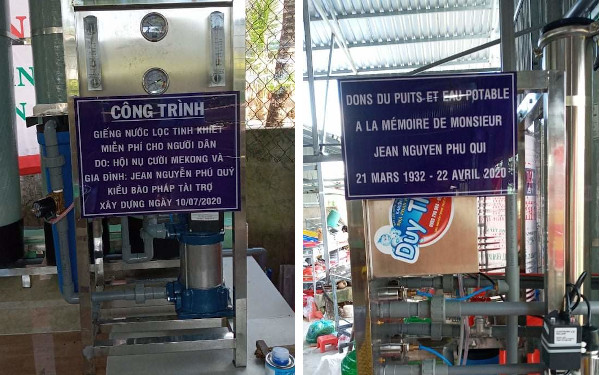 CÔNG TRÌNH
GIẾNG NƯỚC LỌC TINH KHIẾT
MIỄN PHÍ CHO NGƯỜI DÂN
DO: HỘI NỤ CƯỜI MEKONG VÀ
GIA ĐÌNH: JEAN NGUYỄN PHÚ QUÝ
KIỀU BÀO PHÁP TÀI TRỢ
XÂY DỰNG NGÀY 10/07/2020
DONS DU PUITS ET EAU POTABLE
A LA MÉMOIRE DE MONSIEUR
JEAN NGUYEN PHU QUI
21 MARS 1932 - 22 AVRIL 2020
Duy